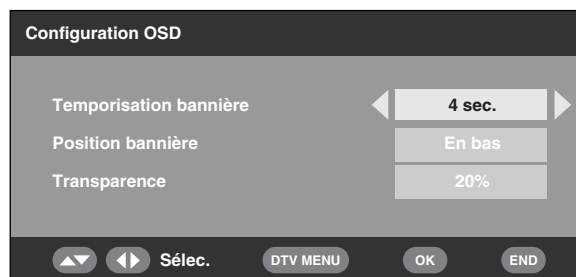 Configuration OSD
Temporisation bannière 4 sec.
Position bannière En bas
Transparence 20%
Sélec. DTV MENU OK END